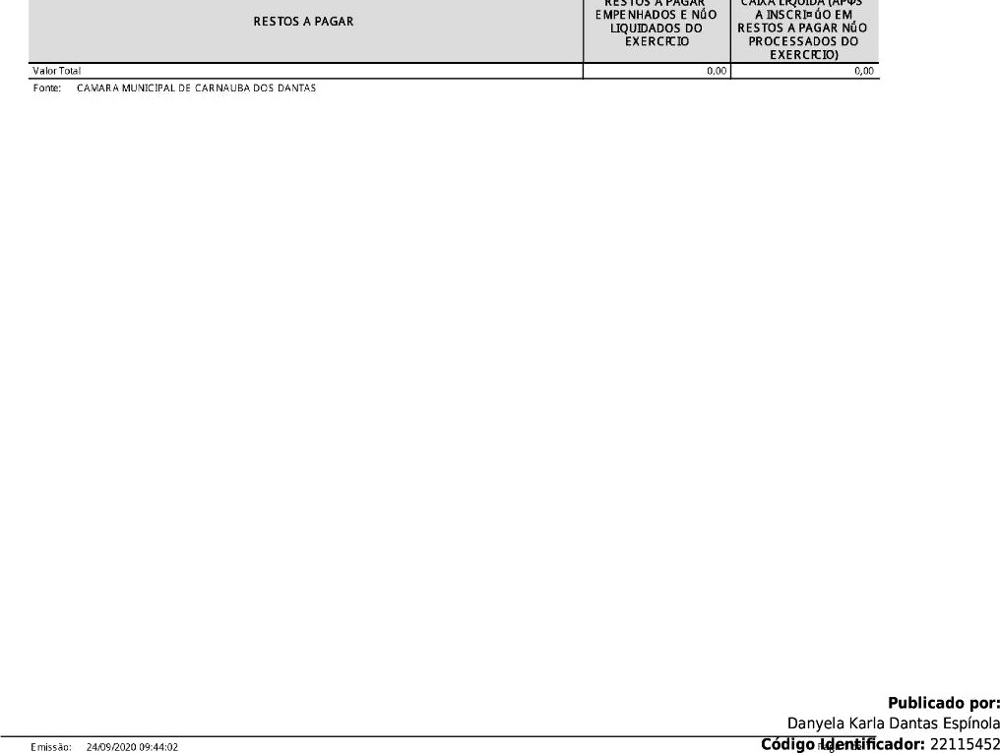 RESTOS A PAGAR
RESTOS A PAGAR
EMPENHADOS E NÚO
LIQUIDADOS DO
EXERCÍCIO
CAIXA LÍQUIDA (APÓS
A INSCRI¤ÚO EM
RESTOS A PAGAR NÚO
PROCESSADOS DO
EXERCÍCIO)
Valor Total 0,00 0,00
Fonte: CAMARA MUNICIPAL DE CARNAUBA DOS DANTAS
Publicado por:
Danyela Karla Dantas Espínola
Código Identificador: 22115452
Emissão: 24/09/2020 09:44:02